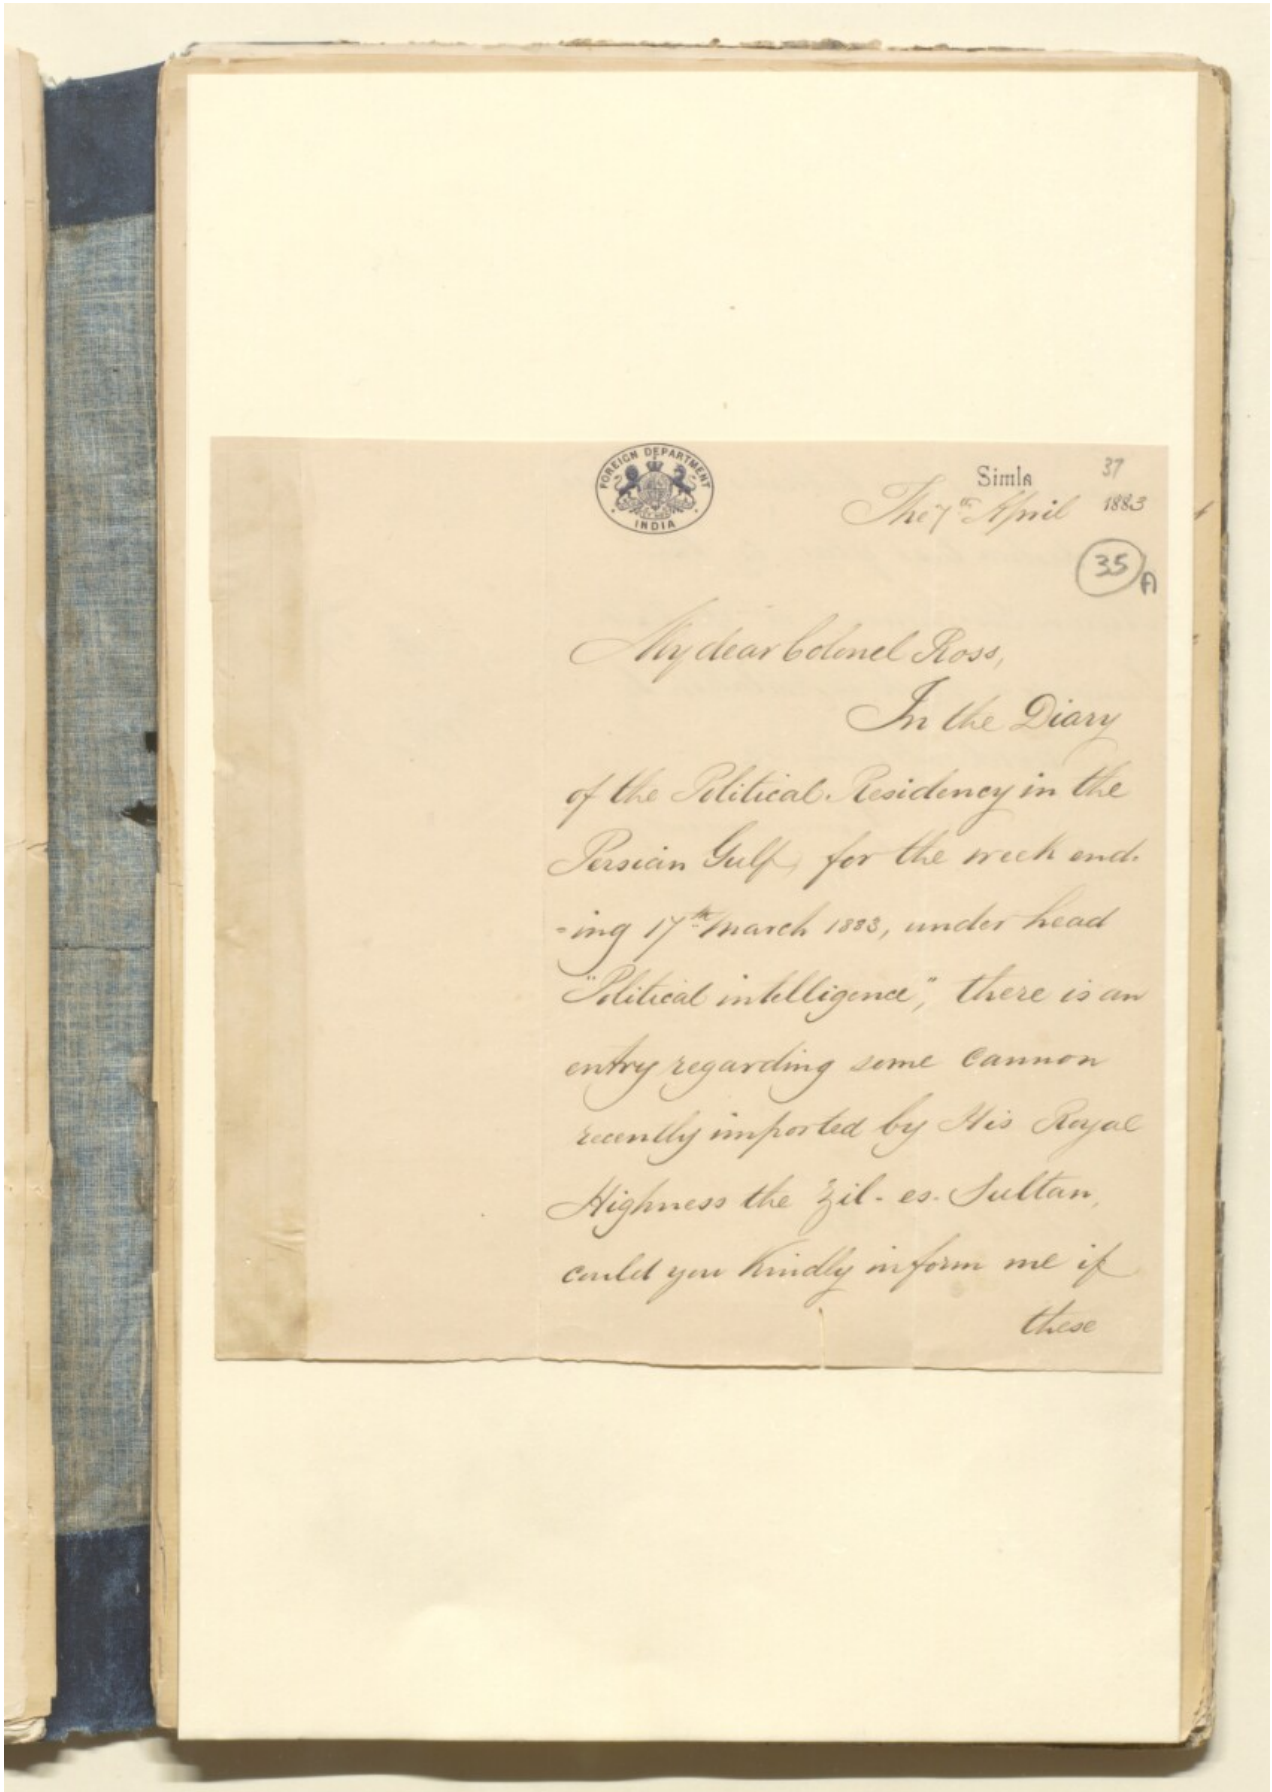 FOREIGN DEPARTMENT
INDIA
Simla
37
The 7th April 1883
35
A
My dear Colonel Ross,
In the Diary
of the Political Residency in the
Persian Gulf, for the week end-
-ing 17th March 1883, under head
"Political intelligence", there is an
entry regarding some cannon
recently imported by His Royal
Highness the Zil-es-Sultan,
could you kindly inform me if
these